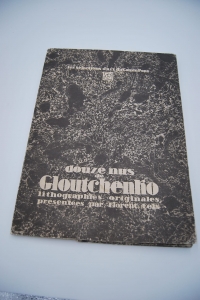 douze nus
de
Gloutchenko
lithographies originales
présentées par florent fels